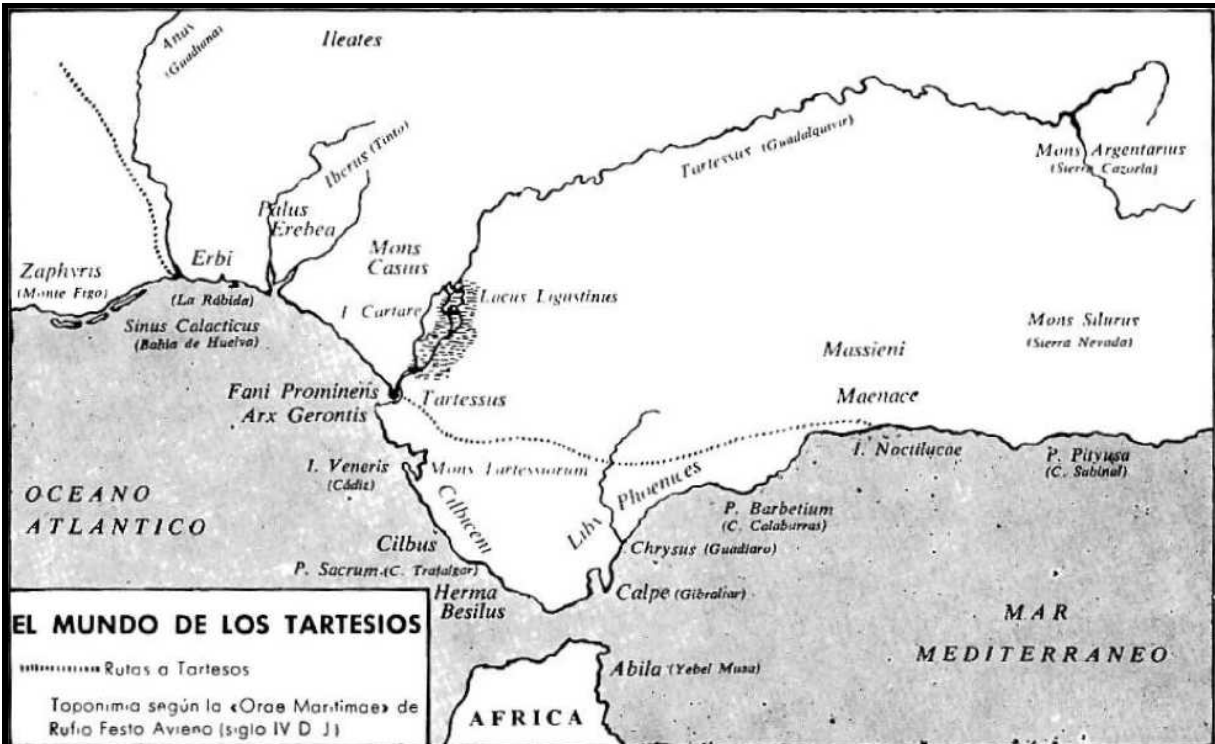 Anas
(Guadiana)
Ileates
Iberus (Tinto)
Tartessus (Guadalquivir)
Mons Argentarius
(Sierra Cazorla)
Palus
Erebea
Mons
Casius
Zaphyris
(Monte Figo)
Erbi
(La Rábida)
I. Cartare
Lacus Ligustinus
Sinus Calacticus
(Bahia de Huelva)
Mons Silurus
(Sierra Nevada)
Massieni
Fani Prominens
Arx Gerontis
Tartessus
Maenace
I. Noctilucae
P. Pityusa
(C. Sabinal)
I. Veneris
(Cádiz)
Mons Tartessiorum
Cilbiceni
Liby Phoenices
OCEANO
ATLANTICO
P. Barbetium
(C. Calaburras)
Cilbus
Chrysus (Guadiaro)
P. Sacrum (C. Trafalgar)
Herma
Besilus
Calpe (Gibraltar)
MAR
MEDITERRANEO
Abila (Yebel Musa)
AFRICA
EL MUNDO DE LOS TARTESIOS
Rutas a Tartesos
Toponimia según la «Orae Maritimae» de
Rufio Festo Avieno (siglo IV D J)